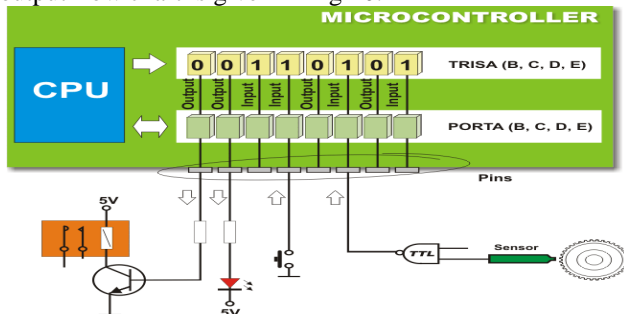 output
MICROCONTROLLER
CPU
0 0 1 1 0 1 0 1
TRISA (B, C, D, E)
Output Output Input Input Output Input Output Input
PORTA (B, C, D, E)
Pins
5V
TTL
Sensor
5V